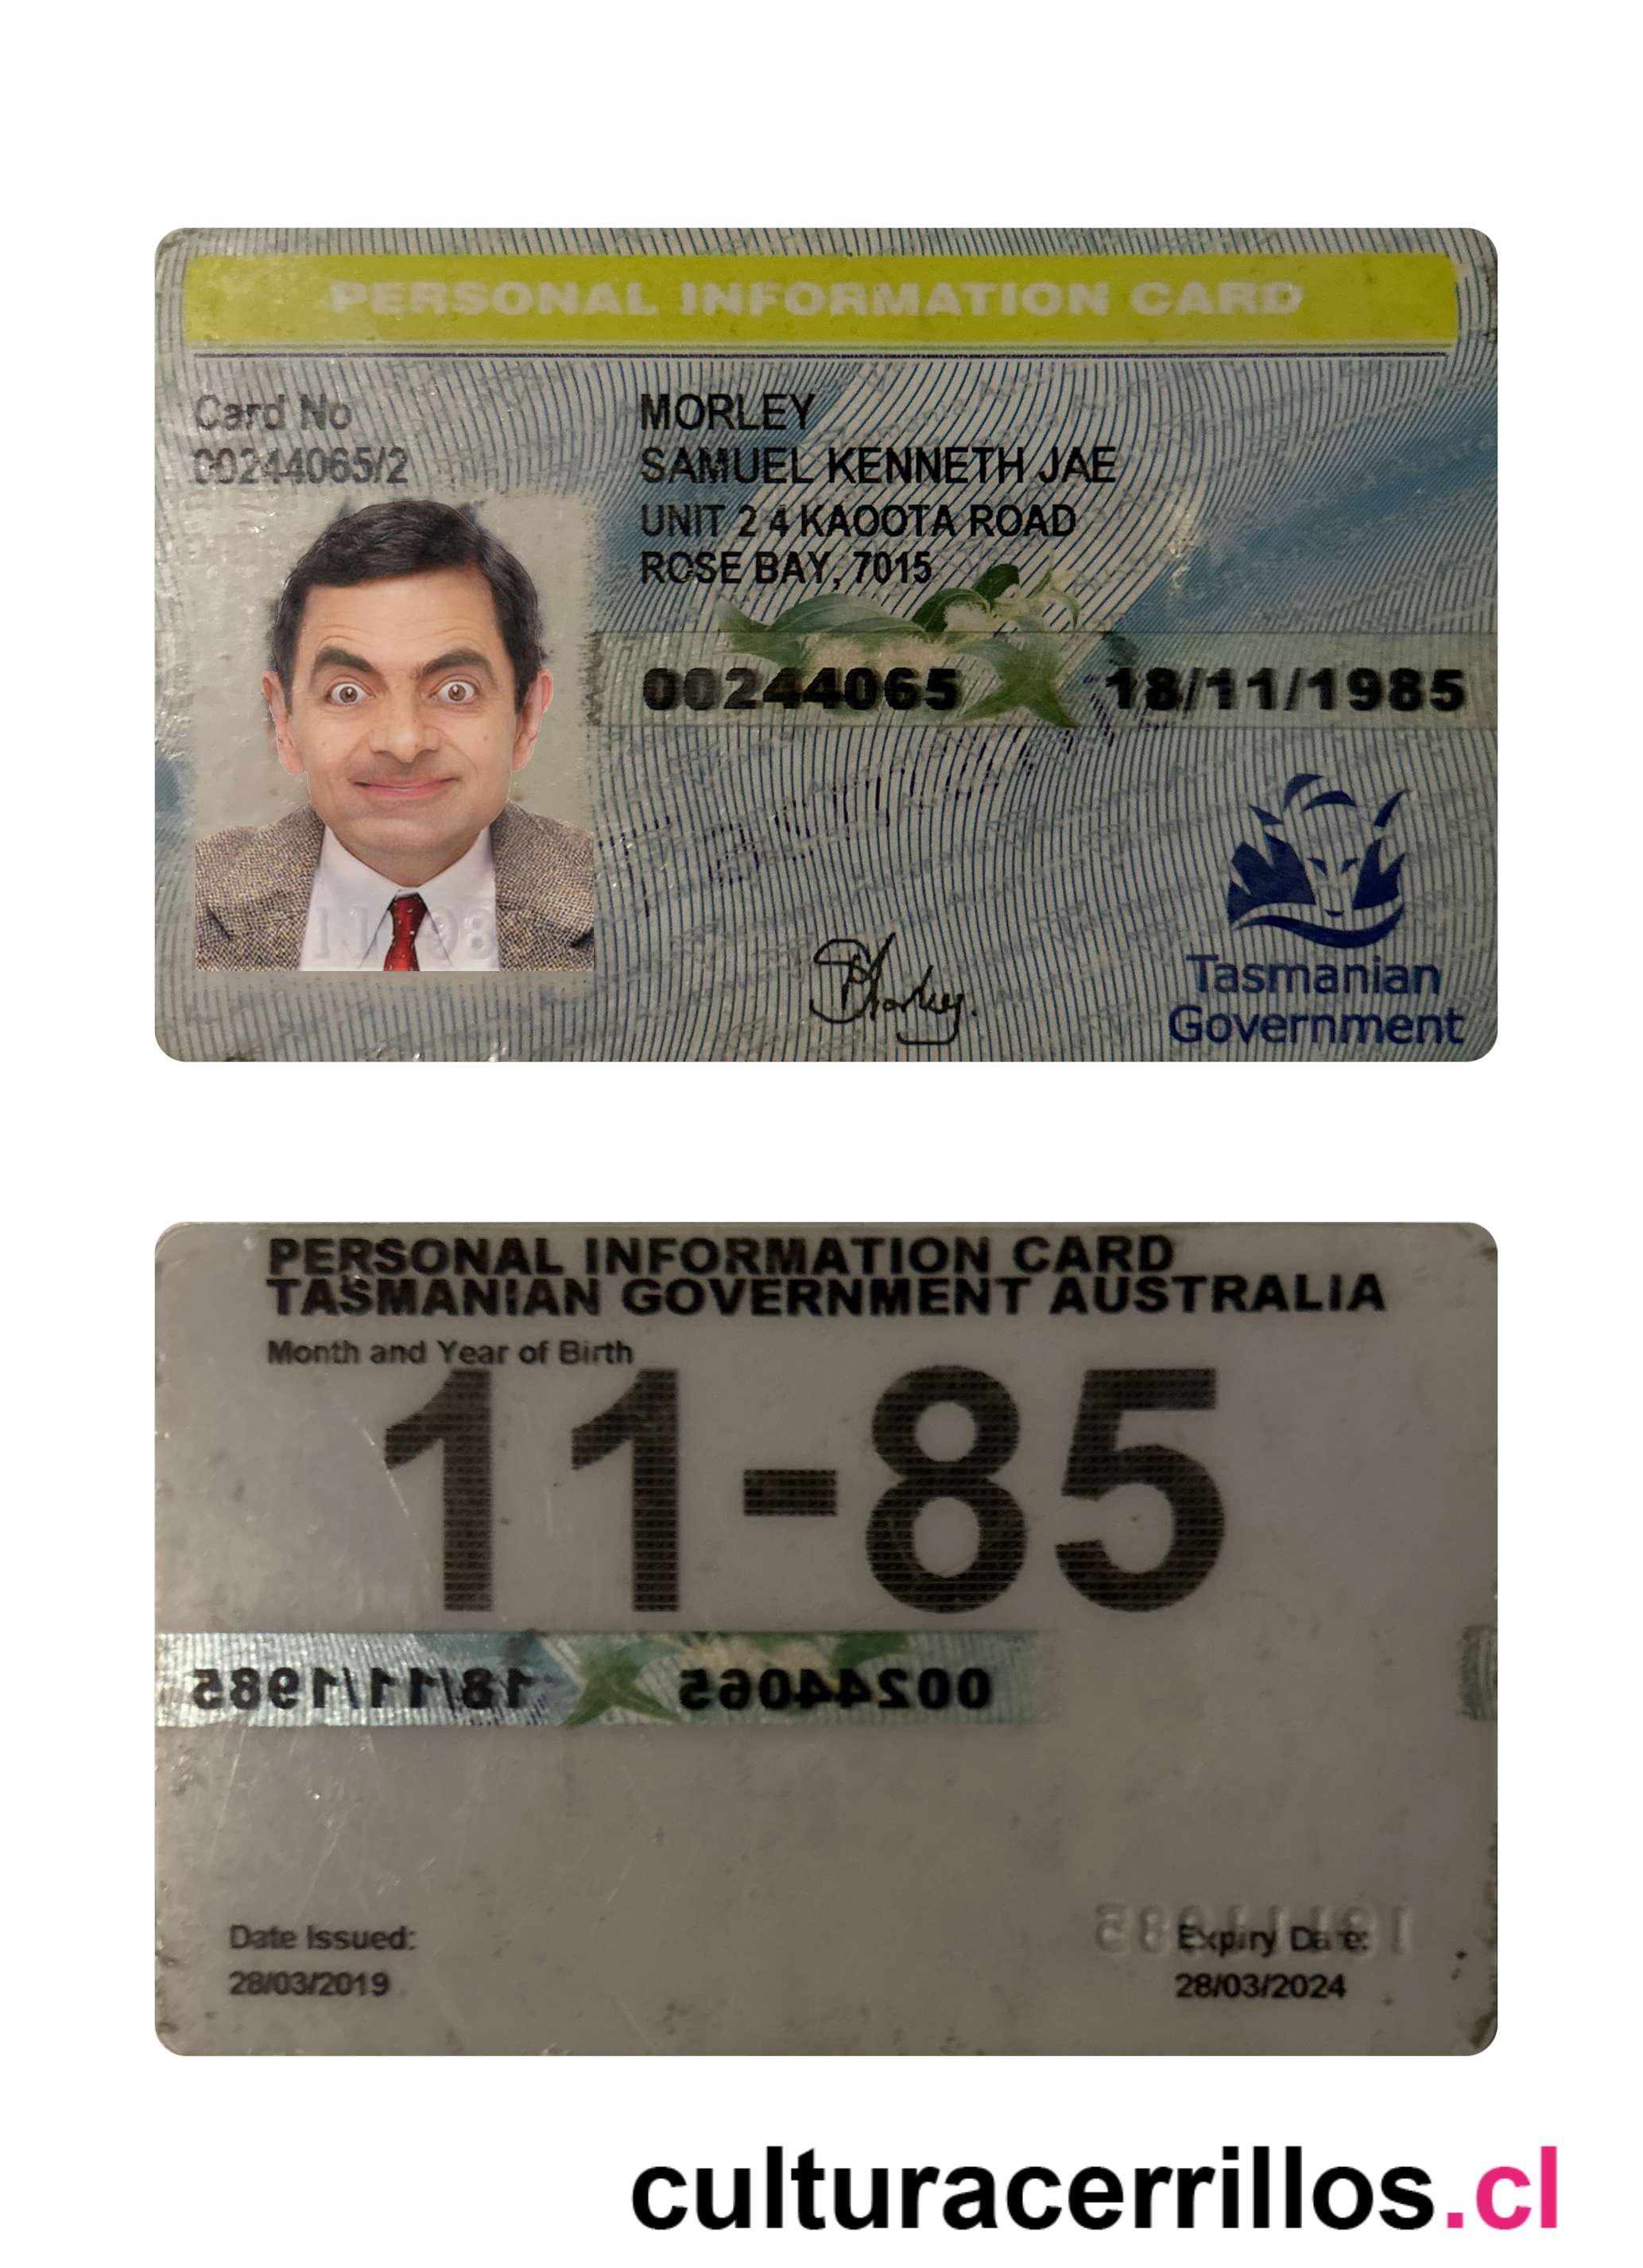 PERSONAL INFORMATION CARD
Card No
00244065/2
MORLEY
SAMUEL KENNETH JAE
UNIT 2 4 KAOOTA ROAD
ROSE BAY, 7015
00244065 18/11/1985
Tasmanian
Government
PERSONAL INFORMATION CARD
TASMANIAN GOVERNMENT AUSTRALIA
Month and Year of Birth
11-85
18/11/1985 00244065
Date Issued:
28/03/2019
Expiry Date:
28/03/2024
culturacerrillos.cl